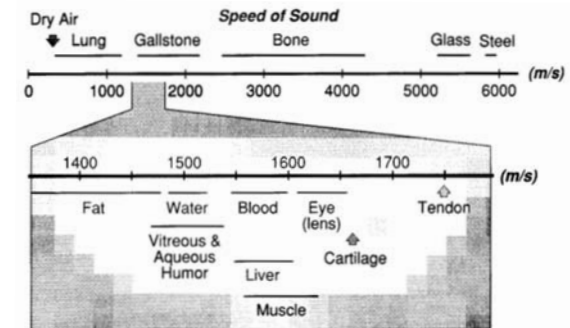 Speed of Sound
Dry Air
Lung Gallstone Bone Glass Steel
(m/s)
0 1000 2000 3000 4000 5000 6000
1400 1500 1600 1700
(m/s)
Fat Water Blood Eye (lens) Tendon
Vitreous & Aqueous Humor
Cartilage
Liver
Muscle